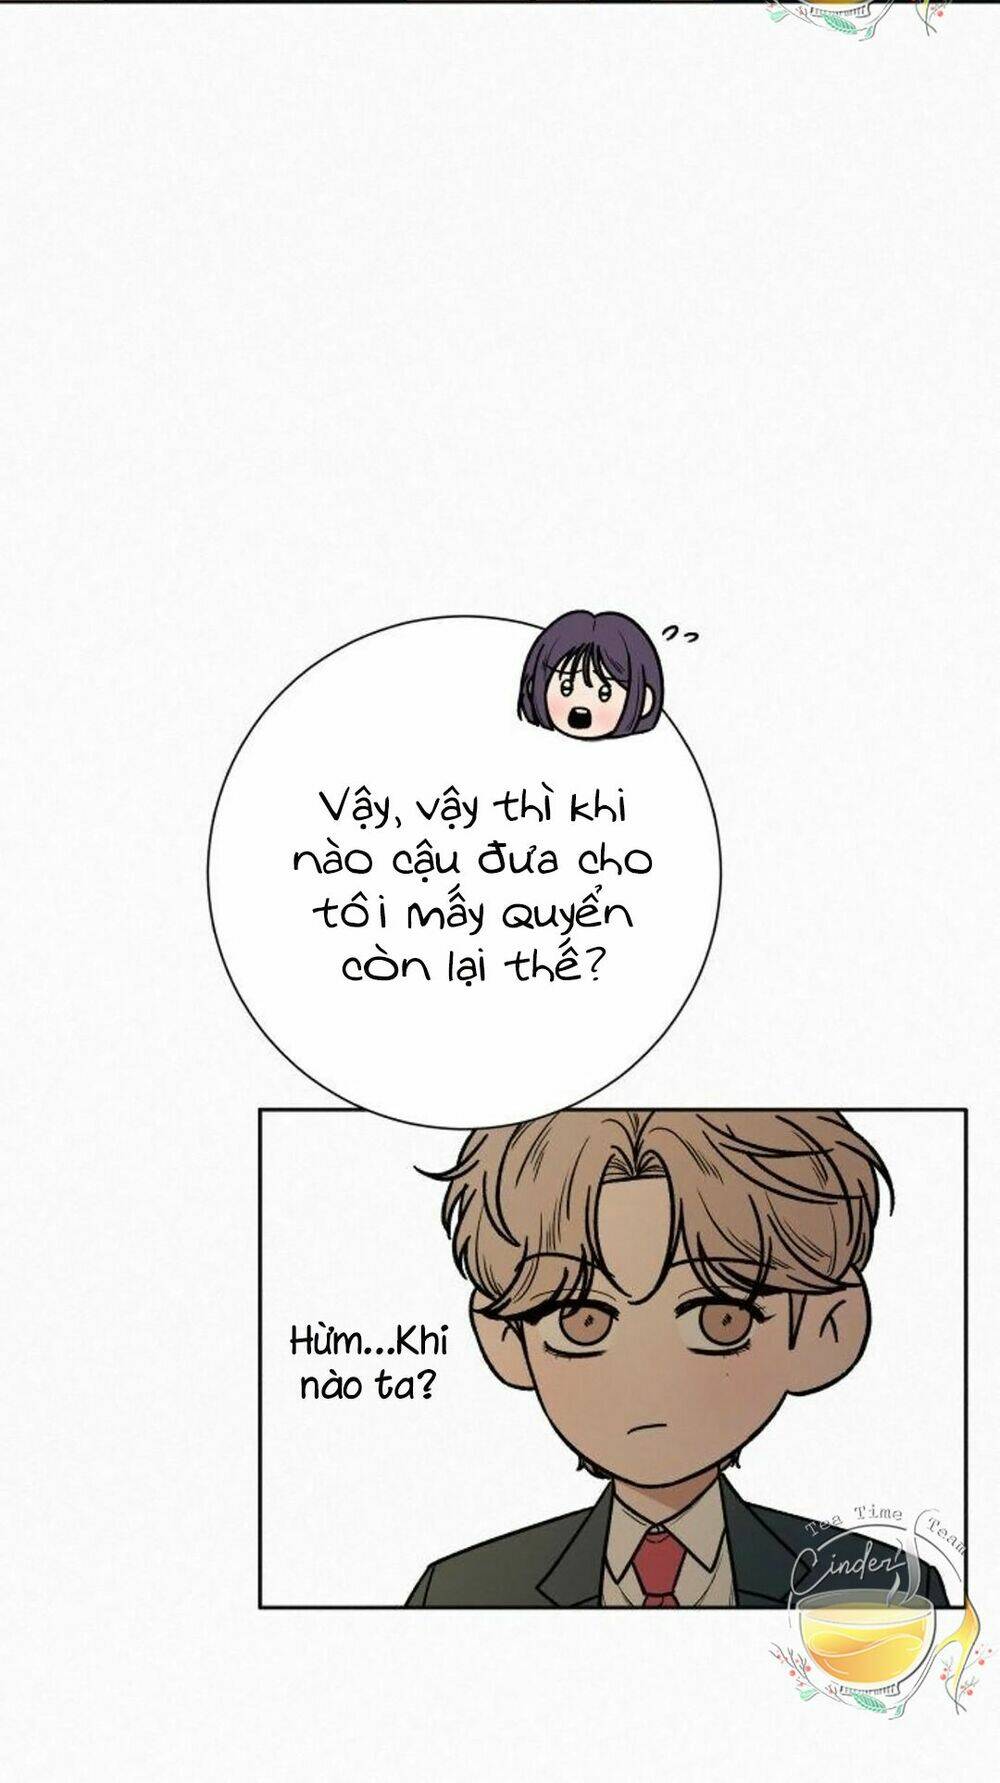 Vậy, vậy thì khi
nào cậu đưa cho
tôi mấy quyển
còn lại thế?
Hừm...Khi
nào ta?
Tea Time Team
Cinder